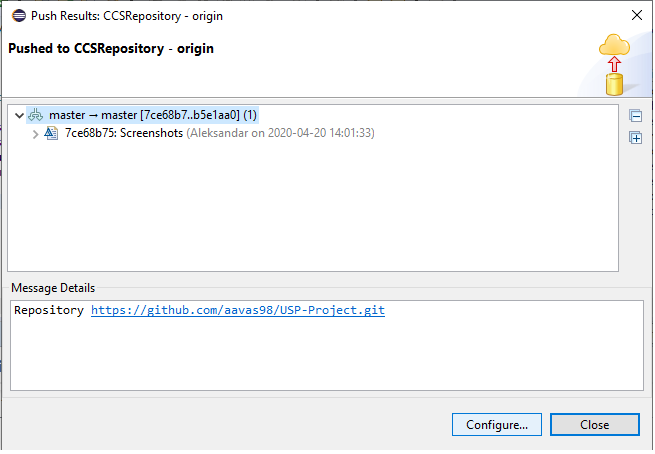 Push Results: CCSRepository - origin
Pushed to CCSRepository - origin
master → master [7ce68b7..b5e1aa0] (1)
7ce68b75: Screenshots (Aleksandar on 2020-04-20 14:01:33)
Message Details
Repository https://github.com/aavas98/USP-Project.git
Configure... Close